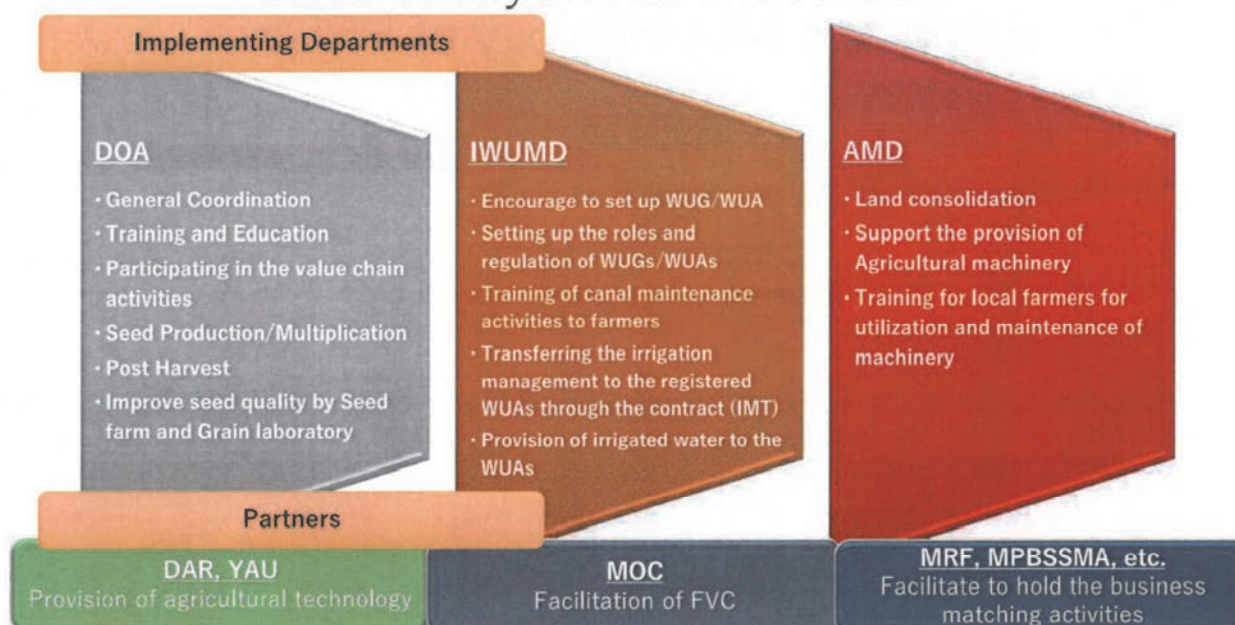 Implementing Departments
DOA
· General Coordination
· Training and Education
· Participating in the value chain
activities
· Seed Production/Multiplication
· Post Harvest
· Improve seed quality by Seed
farm and Grain laboratory
IWUMD
· Encourage to set up WUG/WUA
· Setting up the roles and
regulation of WUGs/WUAs
· Training of canal maintenance
activities to farmers
· Transferring the irrigation
management to the registered
WUAs through the contract (IMT)
· Provision of irrigated water to the
WUAs
AMD
· Land consolidation
· Support the provision of
Agricultural machinery
· Training for local farmers for
utilization and maintenance of
machinery
Partners
DAR, YAU
Provision of agricultural technology
MOC
Facilitation of FVC
MRF, MPBSSMA, etc.
Facilitate to hold the business
matching activities